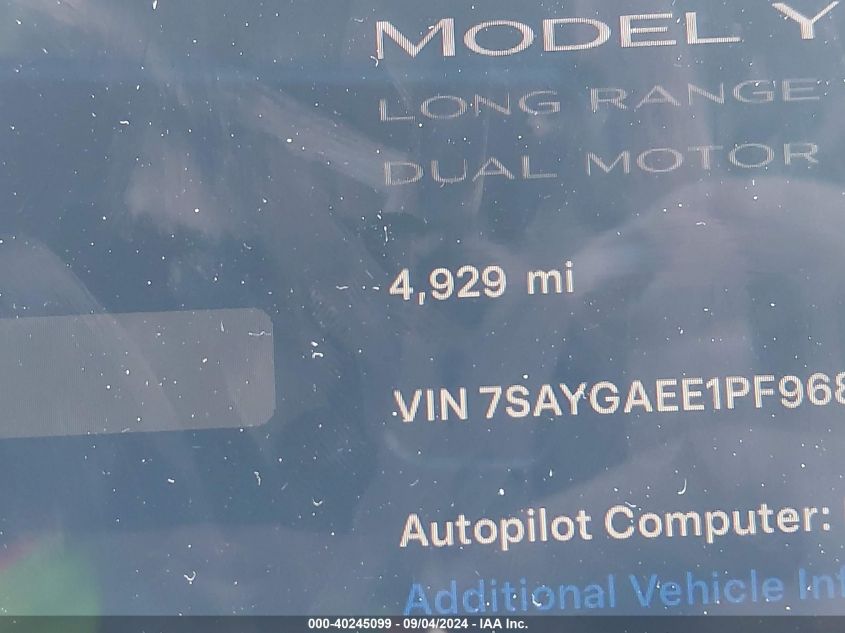 MODEL Y
LONG RANGE
DUAL MOTOR
4,929 mi
VIN 7SAYGAEE1PF968
Autopilot Computer:
Additional Vehicle Inf
000-40245099 - 09/04/2024 - IAA Inc.